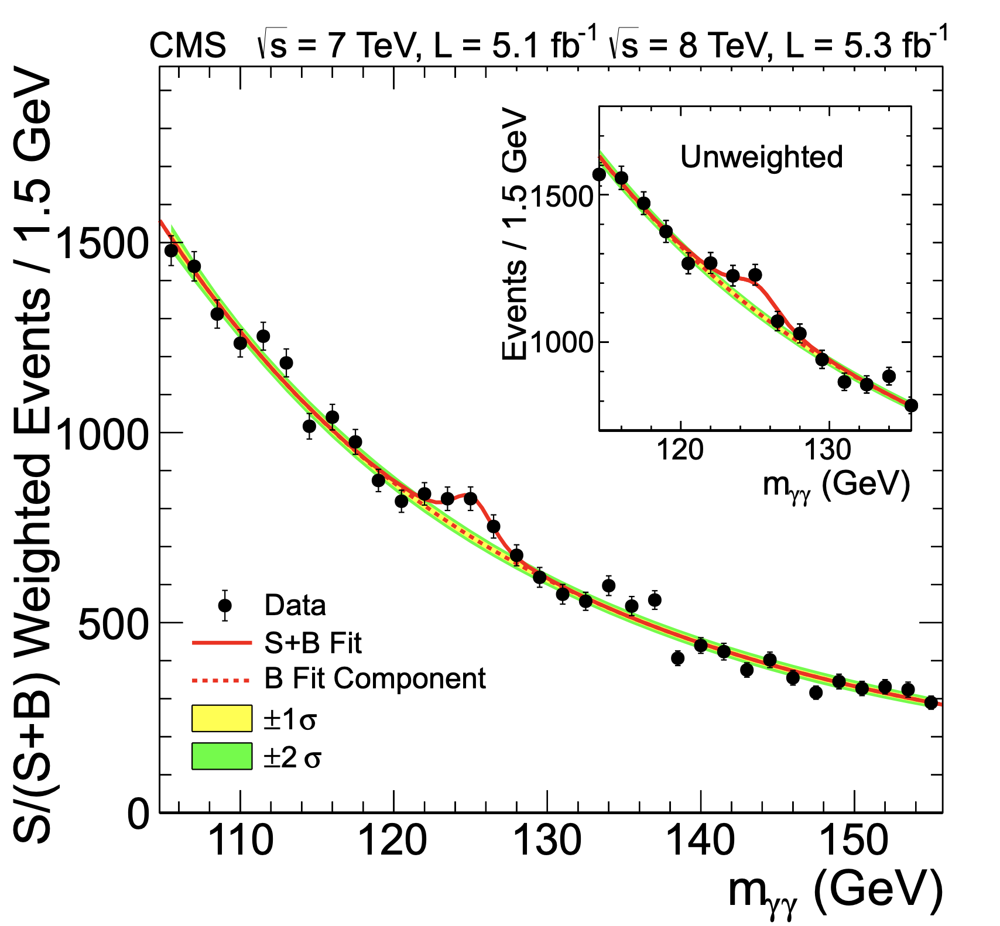 CMS √s = 7 TeV, L = 5.1 fb⁻¹ √s = 8 TeV, L = 5.3 fb⁻¹
S/(S+B) Weighted Events / 1.5 GeV
1500
1000
500
0
110 120 130 140 150
mγγ (GeV)
Data
S+B Fit
B Fit Component
±1σ
±2 σ
Unweighted
Events / 1.5 GeV
1500
1000
120 130
mγγ (GeV)